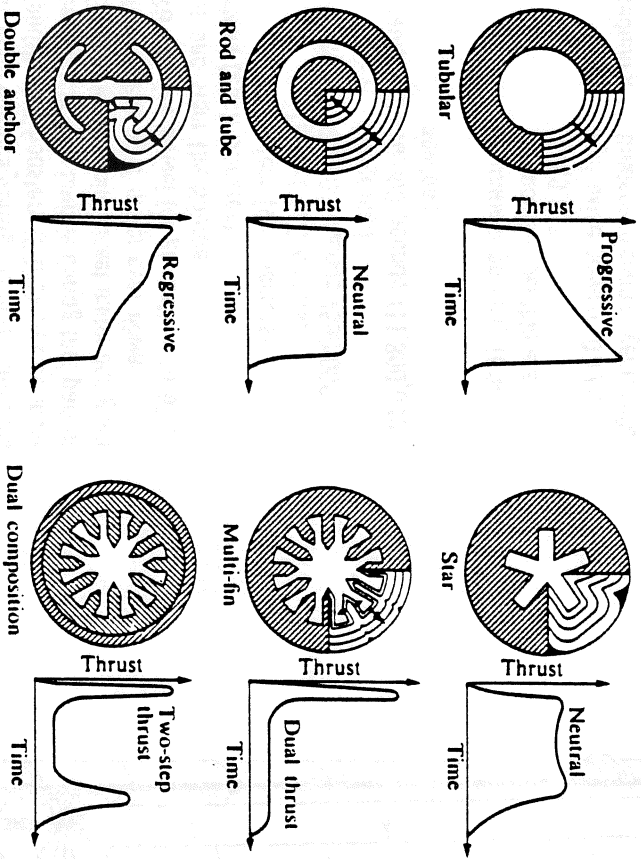 Tubular
Thrust
Progressive
Time
Rod and tube
Thrust
Neutral
Time
Double anchor
Thrust
Regressive
Time
Star
Thrust
Neutral
Time
Multi-fin
Thrust
Dual thrust
Time
Dual composition
Thrust
Two-step
thrust
Time